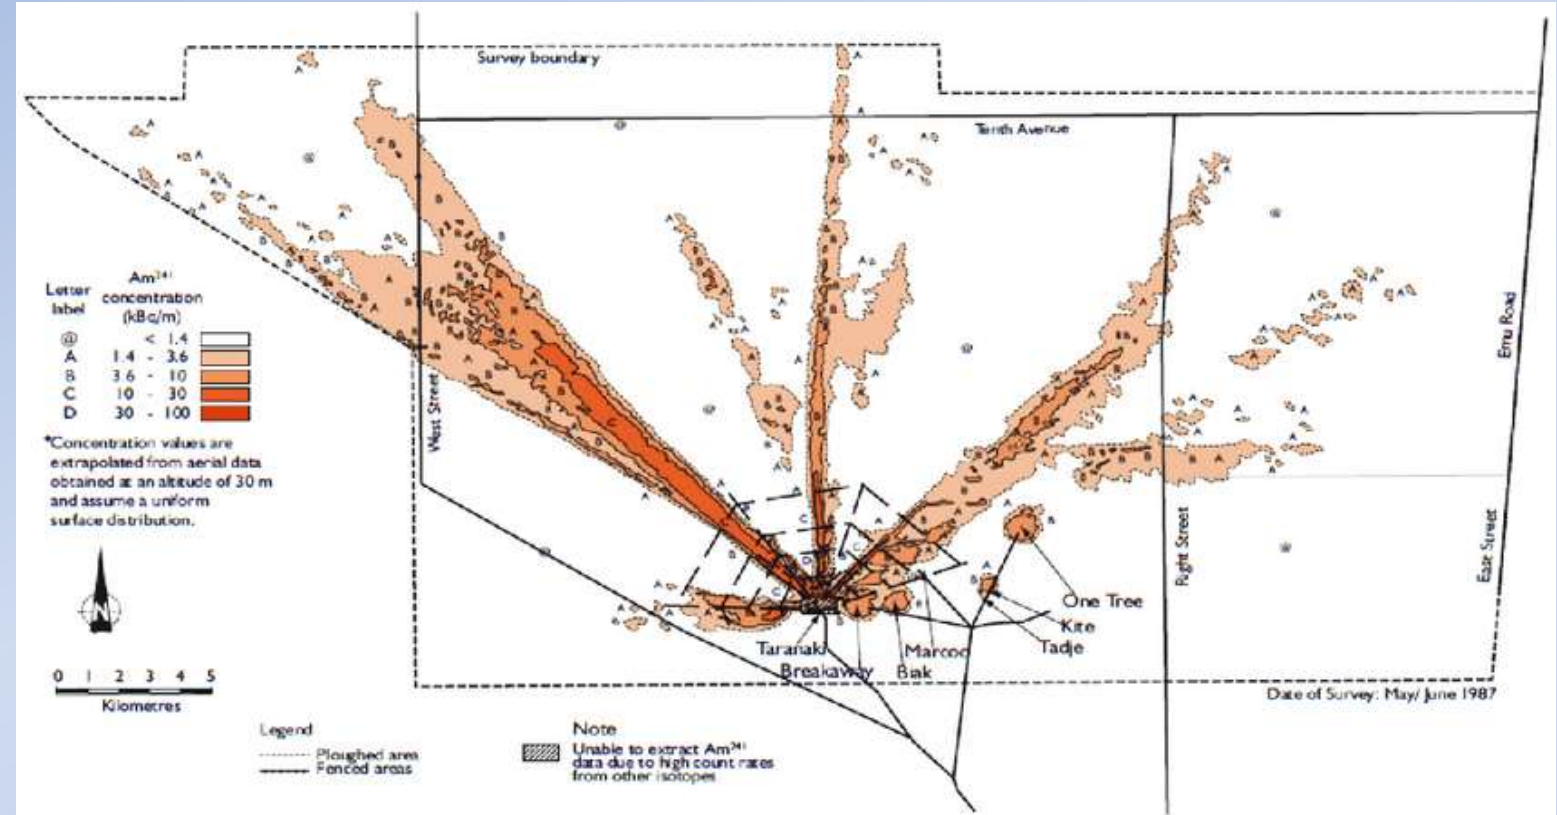 Survey boundary
Tenth Avenue
Emu Road
West Street
Right Street
East Street
Letter label
Am²⁴¹ concentration (kBq/m)
@ < 1.4
A 1.4 - 3.6
B 3.6 - 10
C 10 - 30
D 30 - 100
*Concentration values are
extrapolated from aerial data
obtained at an altitude of 30 m
and assume a uniform
surface distribution.
N
0 1 2 3 4 5
Kilometres
One Tree
Kite
Tadje
Taranaki
Marcoo
Breakaway
Biak
Date of Survey: May/ June 1987
Legend
Ploughed area
Fenced areas
Note
Unable to extract Am²⁴¹
data due to high count rates
from other isotopes